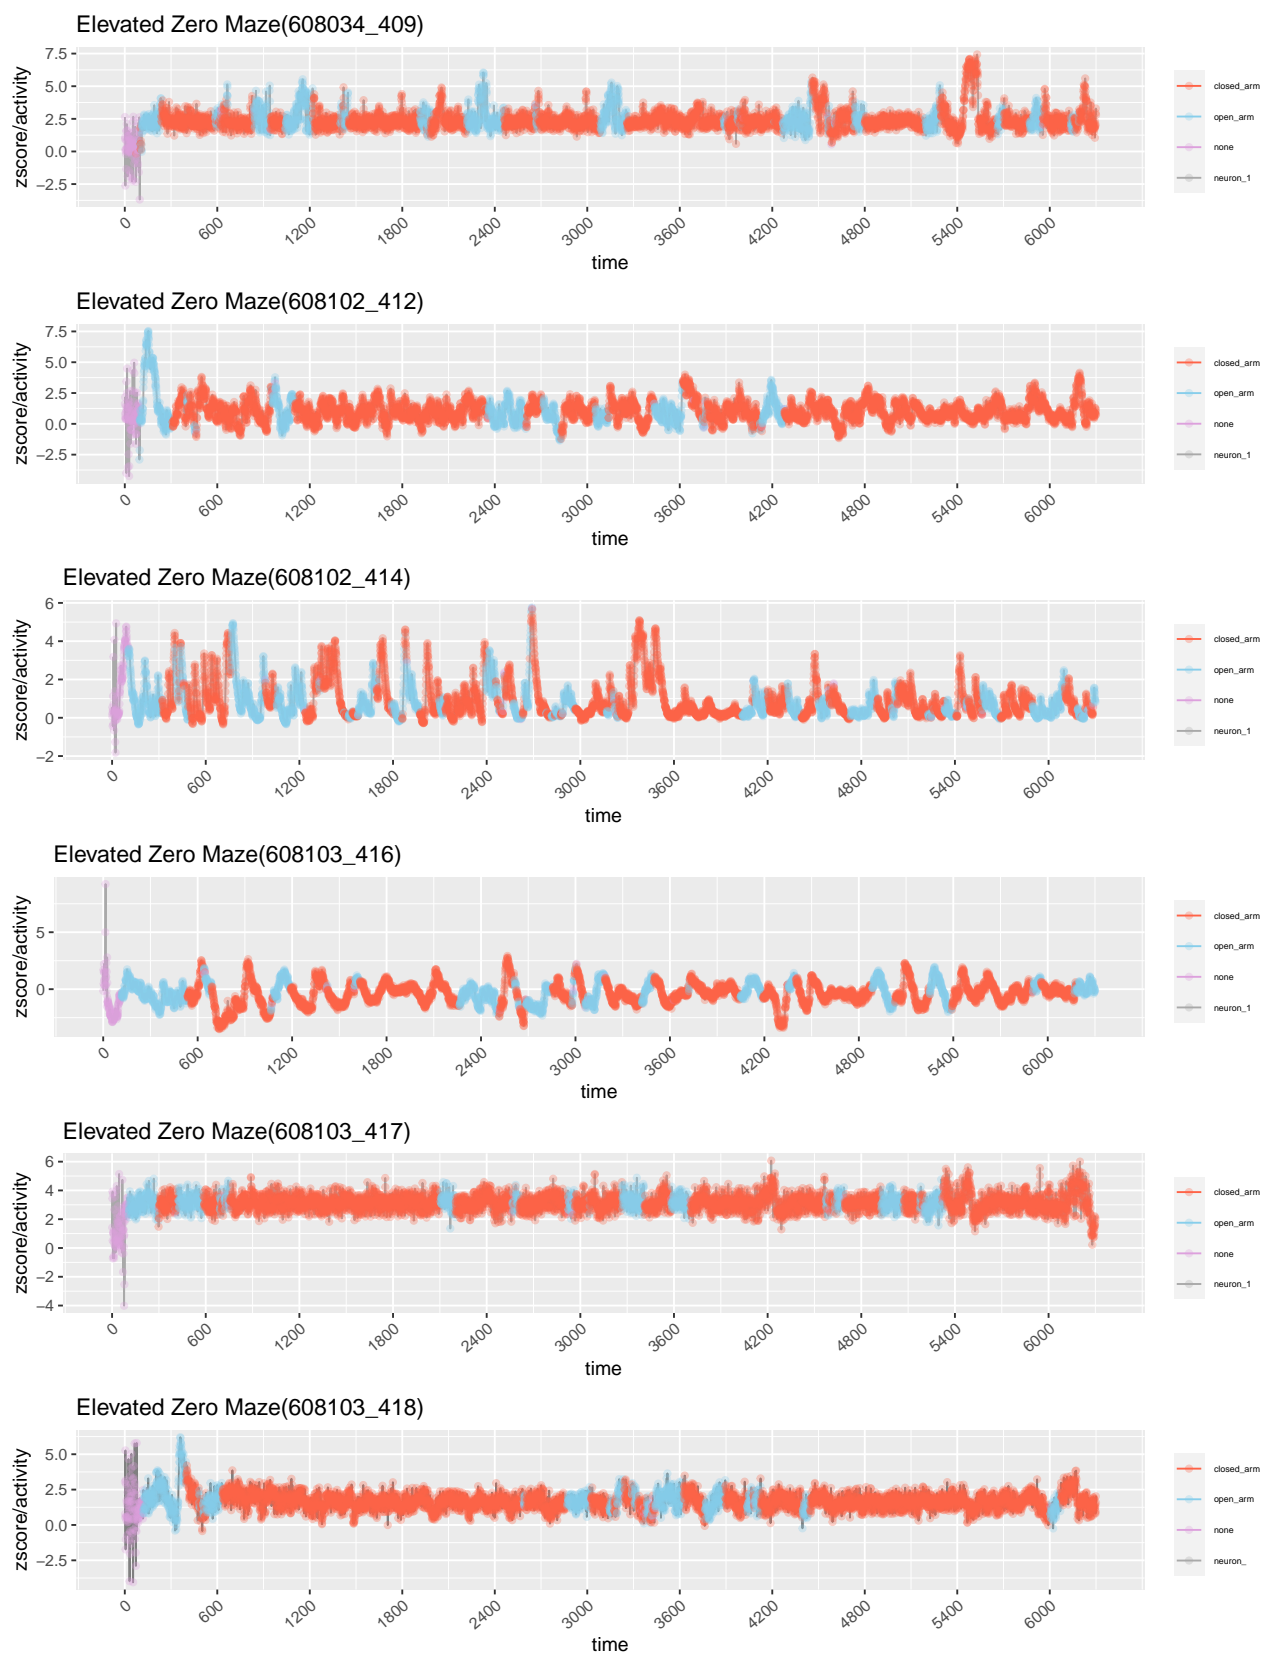 Elevated Zero Maze(608034_409)
7.5
5.0
2.5
0.0
−2.5
zscore/activity
0 600 1200 1800 2400 3000 3600 4200 4800 5400 6000
time
closed_arm
open_arm
none
neuron_1
Elevated Zero Maze(608102_412)
7.5
5.0
2.5
0.0
−2.5
zscore/activity
0 600 1200 1800 2400 3000 3600 4200 4800 5400 6000
time
closed_arm
open_arm
none
neuron_1
Elevated Zero Maze(608102_414)
6
4
2
0
−2
zscore/activity
0 600 1200 1800 2400 3000 3600 4200 4800 5400 6000
time
closed_arm
open_arm
none
neuron_1
Elevated Zero Maze(608103_416)
5
0
zscore/activity
0 600 1200 1800 2400 3000 3600 4200 4800 5400 6000
time
closed_arm
open_arm
none
neuron_1
Elevated Zero Maze(608103_417)
6
4
2
0
−2
−4
zscore/activity
0 600 1200 1800 2400 3000 3600 4200 4800 5400 6000
time
closed_arm
open_arm
none
neuron_1
Elevated Zero Maze(608103_418)
5.0
2.5
0.0
−2.5
zscore/activity
0 600 1200 1800 2400 3000 3600 4200 4800 5400 6000
time
closed_arm
open_arm
none
neuron_